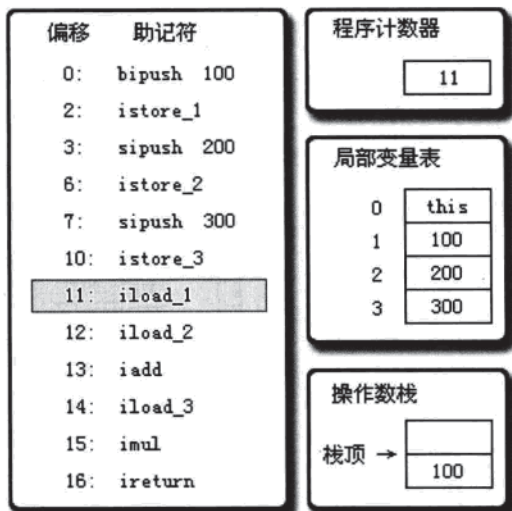 偏移 助记符
0: bipush 100
2: istore_1
3: sipush 200
6: istore_2
7: sipush 300
10: istore_3
11: iload_1
12: iload_2
13: iadd
14: iload_3
15: imul
16: ireturn
程序计数器
11
局部变量表
0 this
1 100
2 200
3 300
操作数栈
栈顶 →
100